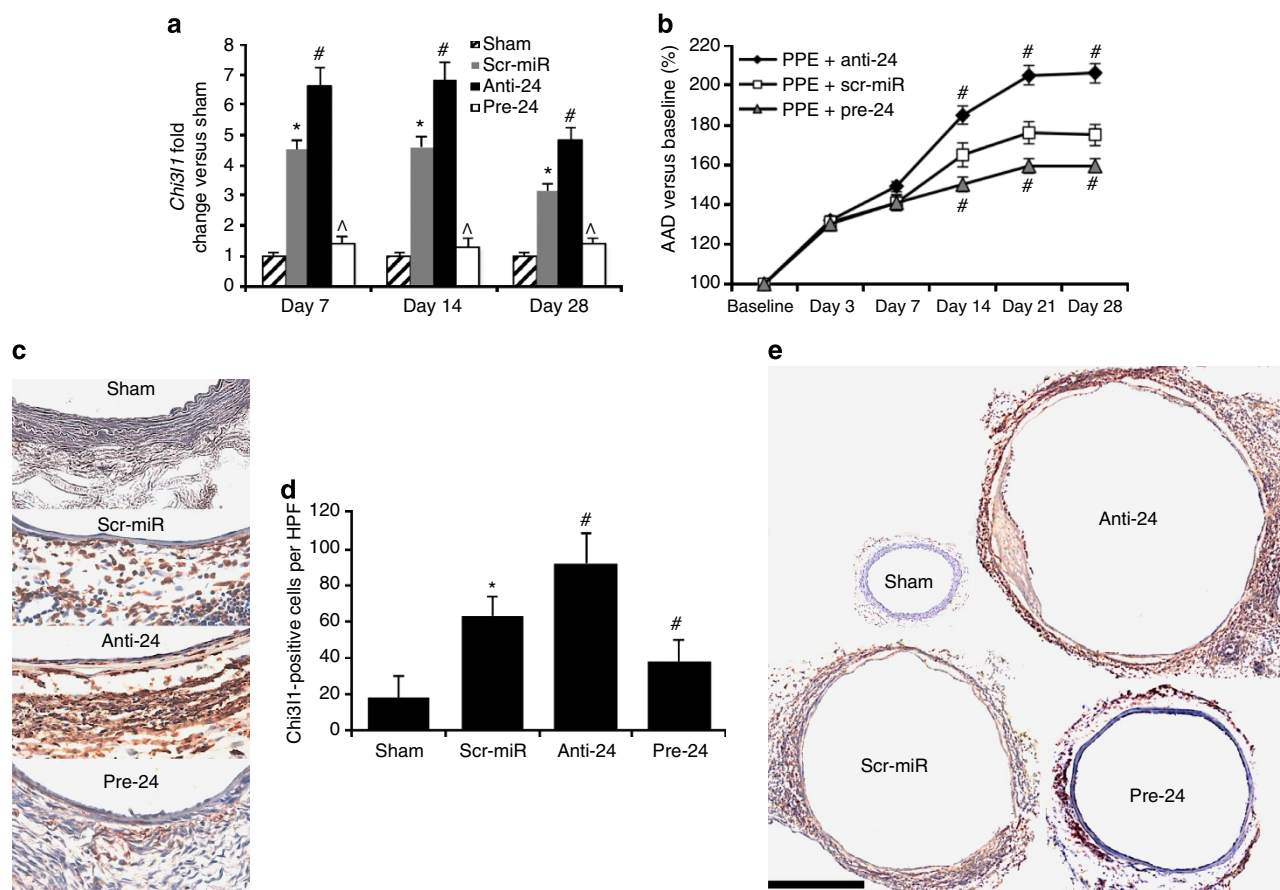 a
Chi3l1 fold
change versus sham
8
7
6
5
4
3
2
1
0
Sham
Scr-miR
Anti-24
Pre-24
* # ^
* # ^
* # ^
Day 7 Day 14 Day 28
b
AAD versus baseline (%)
220
200
180
160
140
120
100
PPE + anti-24
PPE + scr-miR
PPE + pre-24
# # #
# # #
Baseline Day 3 Day 7 Day 14 Day 21 Day 28
c
Sham
Scr-miR
Anti-24
Pre-24
d
Chi3l1-positive cells per HPF
120
100
80
60
40
20
0
* # #
Sham Scr-miR Anti-24 Pre-24
e
Anti-24
Sham
Scr-miR
Pre-24